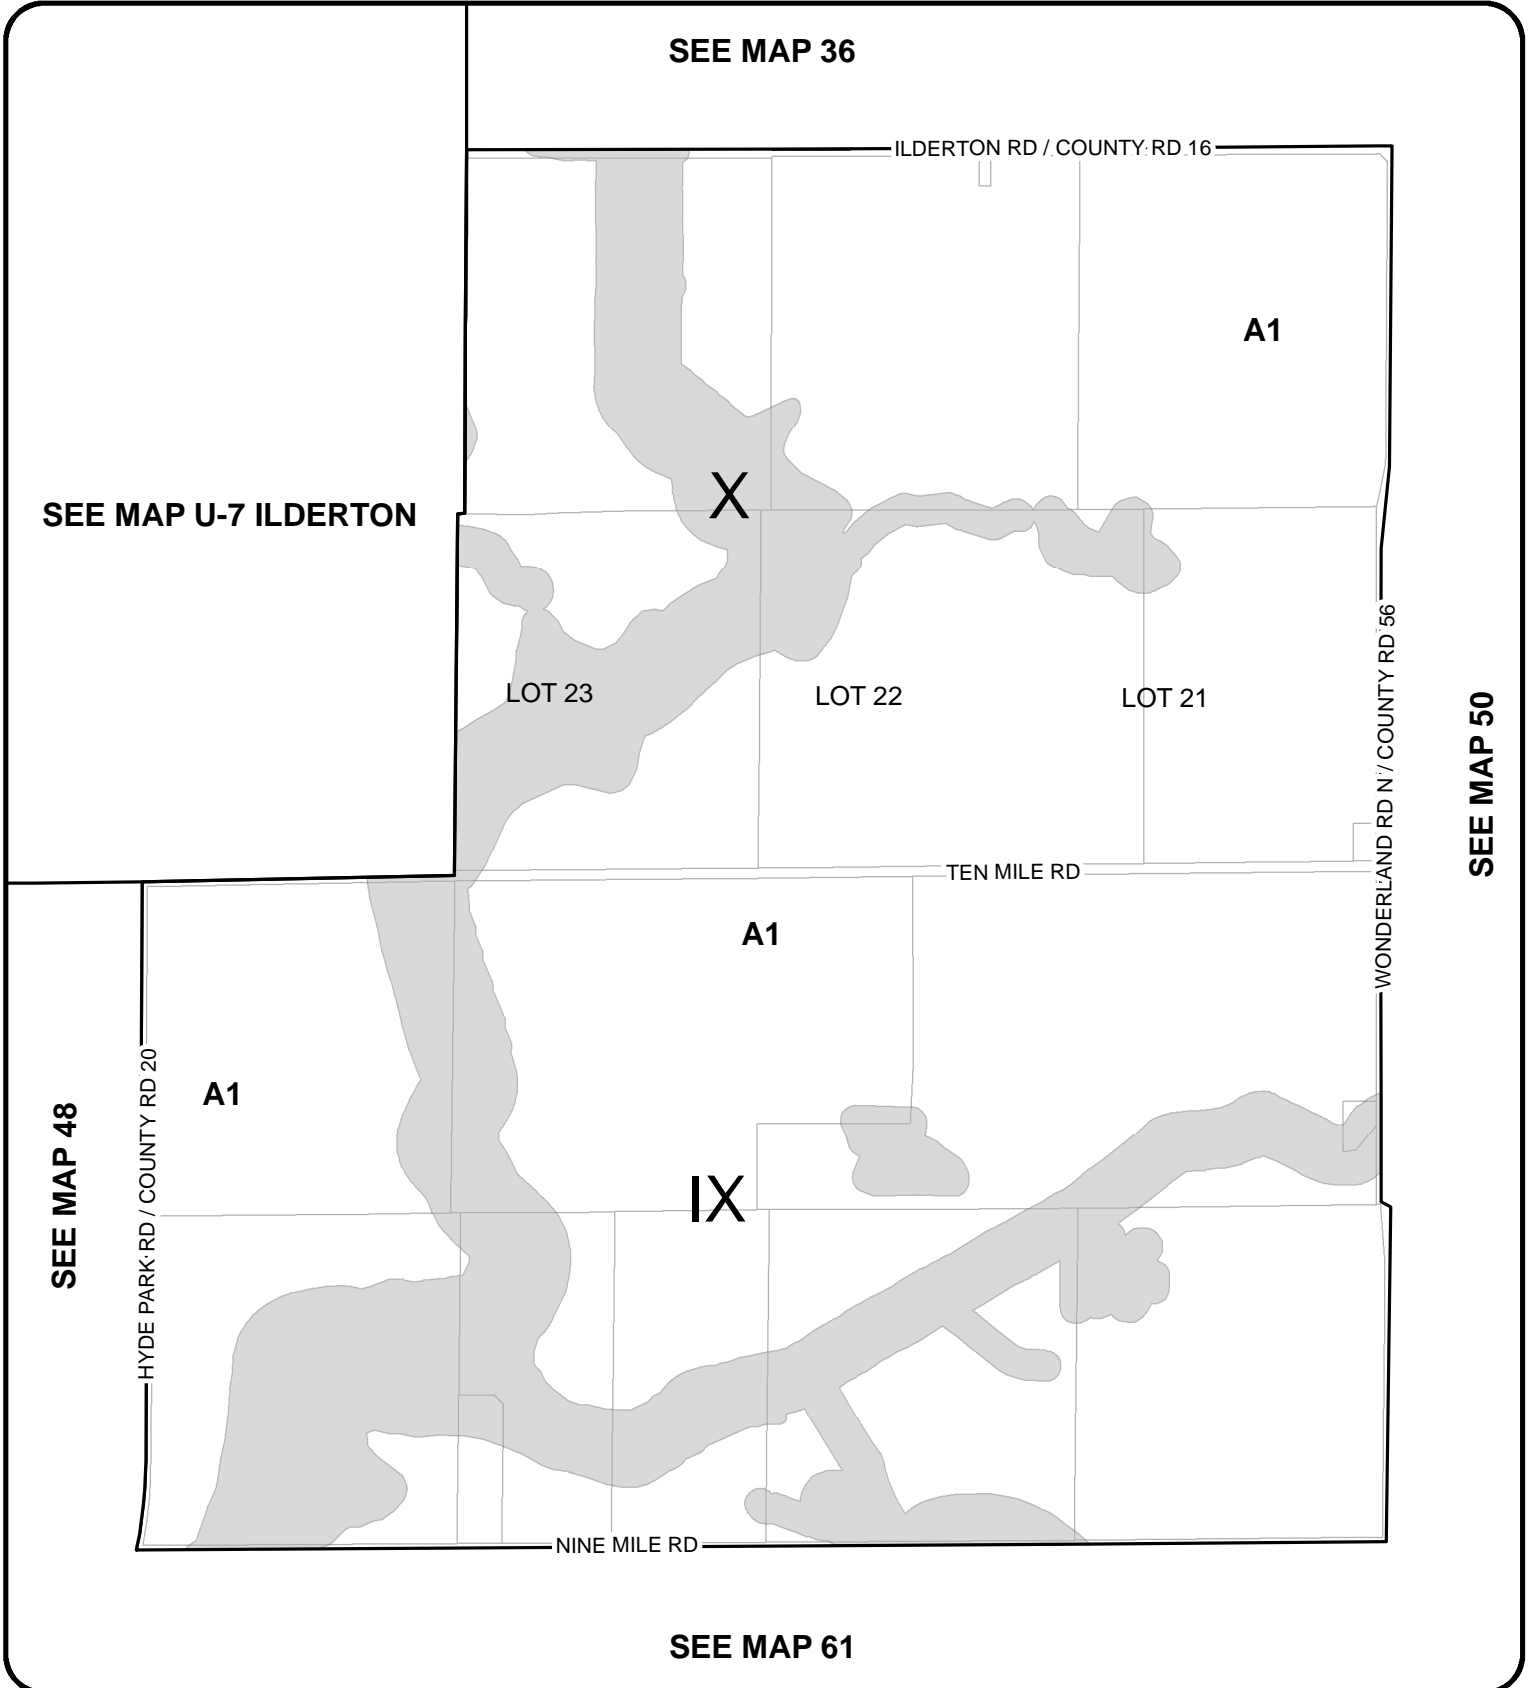 SEE MAP 36
ILDERTON RD / COUNTY RD 16
A1
X
SEE MAP U-7 ILDERTON
LOT 23
LOT 22
LOT 21
WONDERLAND RD N / COUNTY RD 56
SEE MAP 50
TEN MILE RD
A1
A1
HYDE PARK RD / COUNTY RD 20
SEE MAP 48
IX
NINE MILE RD
SEE MAP 61